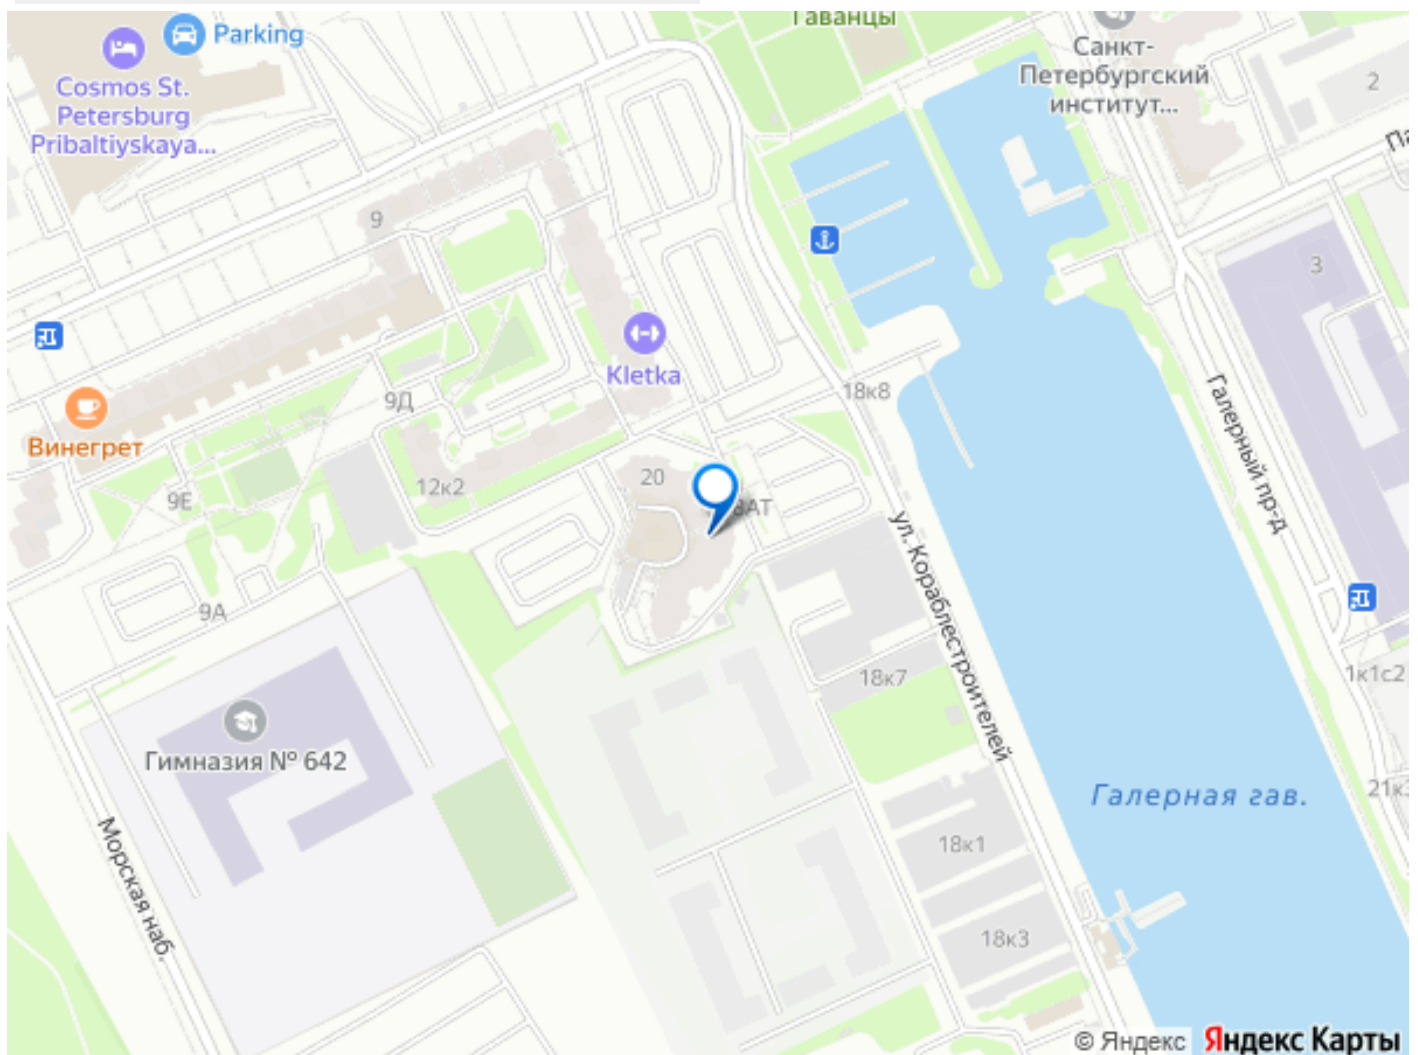 Гаванцы
Parking
Cosmos St.
Petersburg
Pribaltiyskaya...
Санкт-
Петербургский
институт...
2
9
3
Kletka
9Д
18к8
Винегрет
Галерный пр-д
12к2
20
9Е
ул. Кораблестроителей
9А
1к1с2
18к7
Гимназия № 642
21к3
Галерная гав.
Морская наб.
18к1
18к3
© Яндекс Яндекс Карты